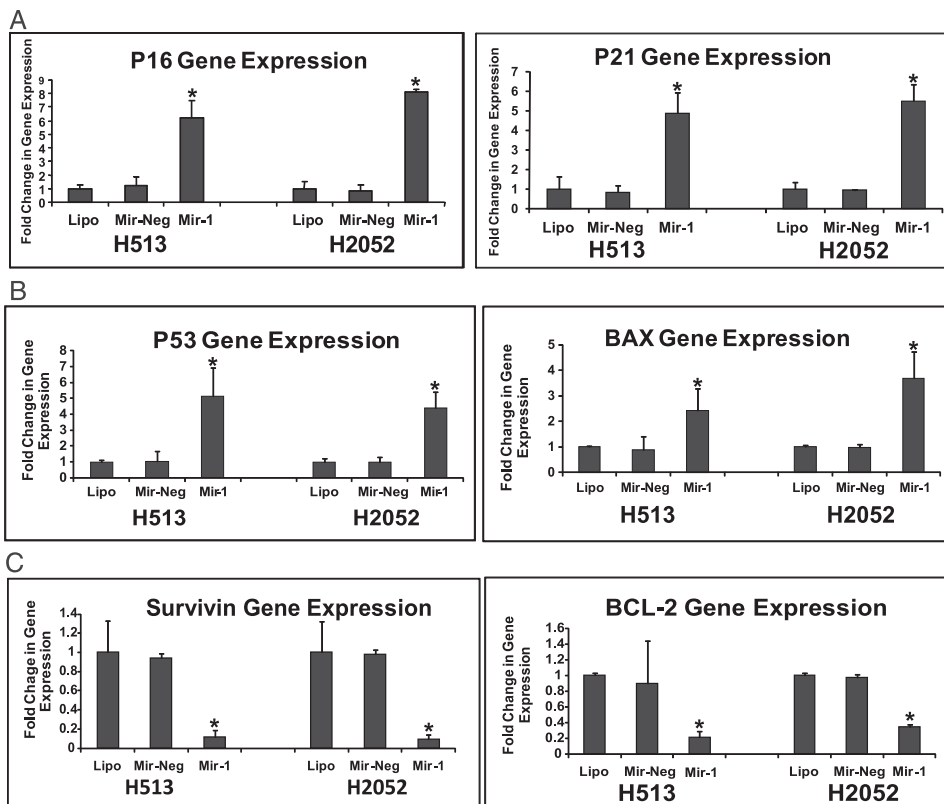 A
P16 Gene Expression
Fold Change in Gene Expression
9
8
7
6
5
4
3
2
1
0
*
*
Lipo Mir-Neg Mir-1 Lipo Mir-Neg Mir-1
H513 H2052
P21 Gene Expression
Fold Change in Gene Expression
7
6
5
4
3
2
1
0
*
*
Lipo Mir-Neg Mir-1 Lipo Mir-Neg Mir-1
H513 H2052
B
P53 Gene Expression
Fold Change in Gene
Expression
8
7
6
5
4
3
2
1
0
*
*
Lipo Mir-Neg Mir-1 Lipo Mir-Neg Mir-1
H513 H2052
BAX Gene Expression
Fold Change in Gene
Expression
5
4
3
2
1
0
*
*
Lipo Mir-Neg Mir-1 Lipo Mir-Neg Mir-1
H513 H2052
C
Survivin Gene Expression
Fold Chage in Gene
Expression
1.4
1.2
1
0.8
0.6
0.4
0.2
0
*
*
Lipo Mir-Neg Mir-1 Lipo Mir-Neg Mir-1
H513 H2052
BCL-2 Gene Expression
Fold Change in Gene
Expression
1.6
1.4
1.2
1
0.8
0.6
0.4
0.2
0
*
*
Lipo Mir-Neg Mir-1 Lipo Mir-Neg Mir-1
H513 H2052